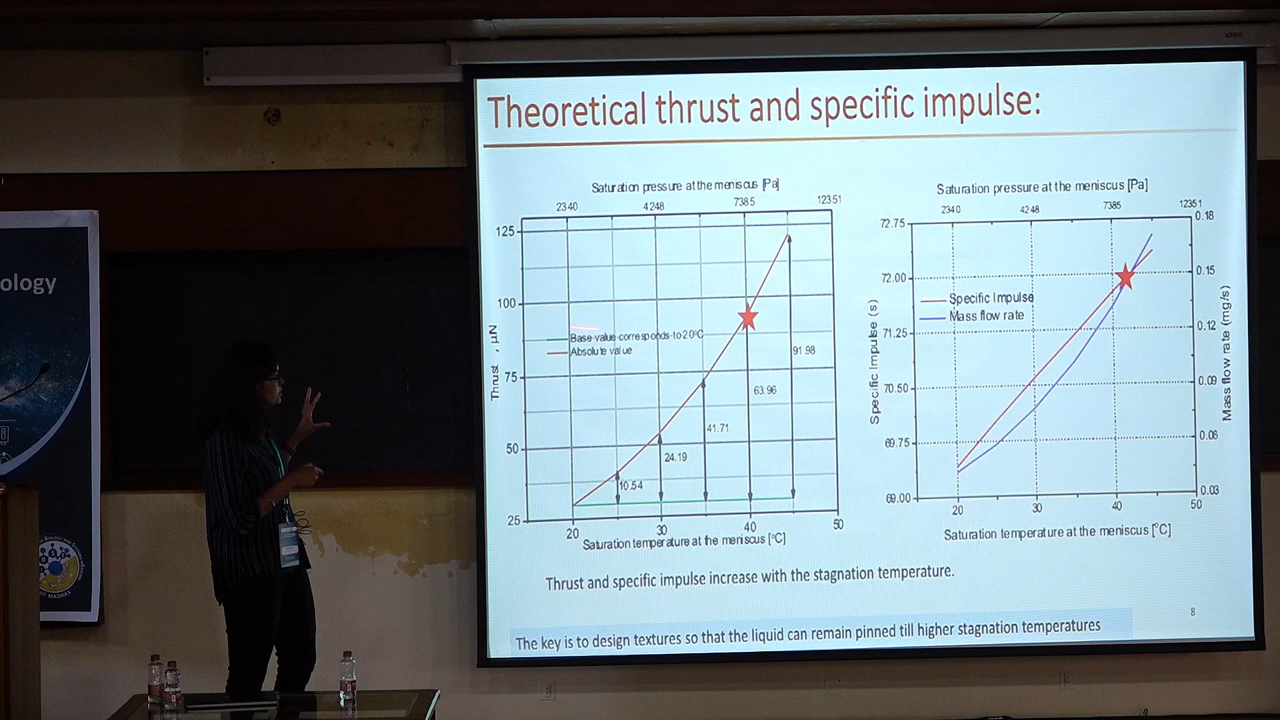 LOGIC
Theoretical thrust and specific impulse:
Saturation pressure at the meniscus [Pa]
2340 4248 7385 12351
125
100
75
50
25
Thrust , µN
Base value corresponds to 20°C
Absolute value
10.54
24.19
41.71
63.96
91.98
20 30 40 50
Saturation temperature at the meniscus [°C]
Saturation pressure at the meniscus [Pa]
2340 4248 7385 12351
72.75
72.00
71.25
70.50
69.75
69.00
Specific Impulse (s)
Specific Impulse
Mass flow rate
0.18
0.15
0.12
0.09
0.06
0.03
Mass flow rate (mg/s)
20 30 40 50
Saturation temperature at the meniscus [°C]
Thrust and specific impulse increase with the stagnation temperature.
8
The key is to design textures so that the liquid can remain pinned till higher stagnation temperatures
ology
MADRAS